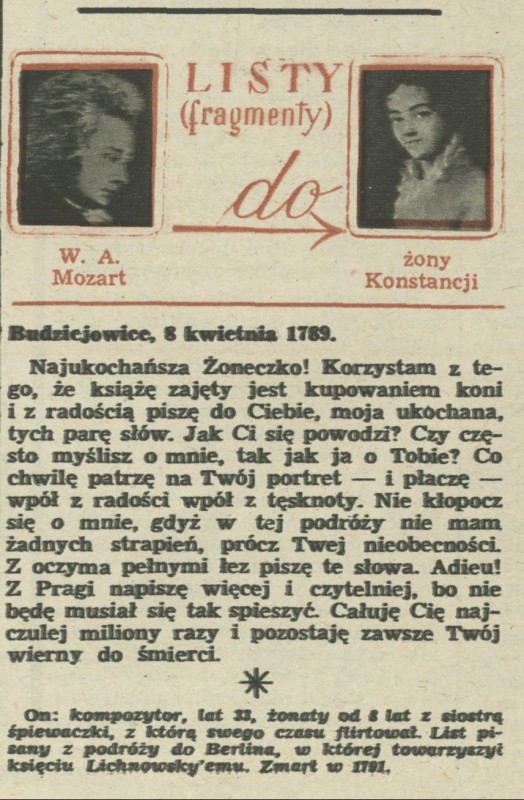 LISTY
(fragmenty)
do
W. A.
Mozart
żony
Konstancji
Budziejowice, 8 kwietnia 1789.
Najukochańsza Żoneczko! Korzystam z te-
go, że książę zajęty jest kupowaniem koni
i z radością piszę do Ciebie, moja ukochana,
tych parę słów. Jak Ci się powodzi? Czy czę-
sto myślisz o mnie, tak jak ja o Tobie? Co
chwilę patrzę na Twój portret — i płaczę —
wpół z radości wpół z tęsknoty. Nie kłopocz
się o mnie, gdyż w tej podróży nie mam
żadnych strapień, prócz Twej nieobecności.
Z oczyma pełnymi łez piszę te słowa. Adieu!
Z Pragi napiszę więcej i czytelniej, bo nie
będę musiał się tak spieszyć. Całuję Cię naj-
czulej miliony razy i pozostaję zawsze Twój
wierny do śmierci.
On: kompozytor, lat 33, żonaty od 8 lat z siostrą
śpiewaczki, z którą swego czasu flirtował. List pi-
sany z podróży do Berlina, w której towarzyszył
księciu Lichnowsky'emu. Zmarł w 1791.